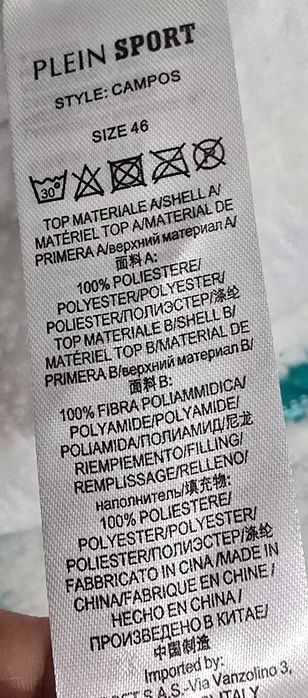 PLEIN SPORT
STYLE: CAMPOS
SIZE 46
30°
TOP MATERIALE A/SHELL A/
MATÉRIEL TOP A/MATERIAL DE
PRIMERA A/верхний материал A/
面料 A:
100% POLIESTERE/
POLYESTER/POLYESTER/
POLIESTER/ПОЛИЭСТЕР/涤纶
TOP MATERIALE B/SHELL B/
MATÉRIEL TOP B/MATERIAL DE
PRIMERA B/верхний материал B/
面料 B:
100% FIBRA POLIAMMIDICA/
POLYAMIDE/POLYAMIDE/
POLIAMIDA/ПОЛИАМИД/尼龙
RIEMPIEMENTO/FILLING/
REMPLISSAGE/RELLENO/
наполнитель/填充物:
100% POLIESTERE/
POLYESTER/POLYESTER/
POLIESTER/ПОЛИЭСТЕР/涤纶
FABBRICATO IN CINA/MADE IN
CHINA/FABRIQUE EN CHINE/
HECHO EN CHINA/
ПРОИЗВЕДЕНО В КИТАЕ/
中国制造
Imported by:
S.A.S.-Via Vanzolino 3,
ITALY